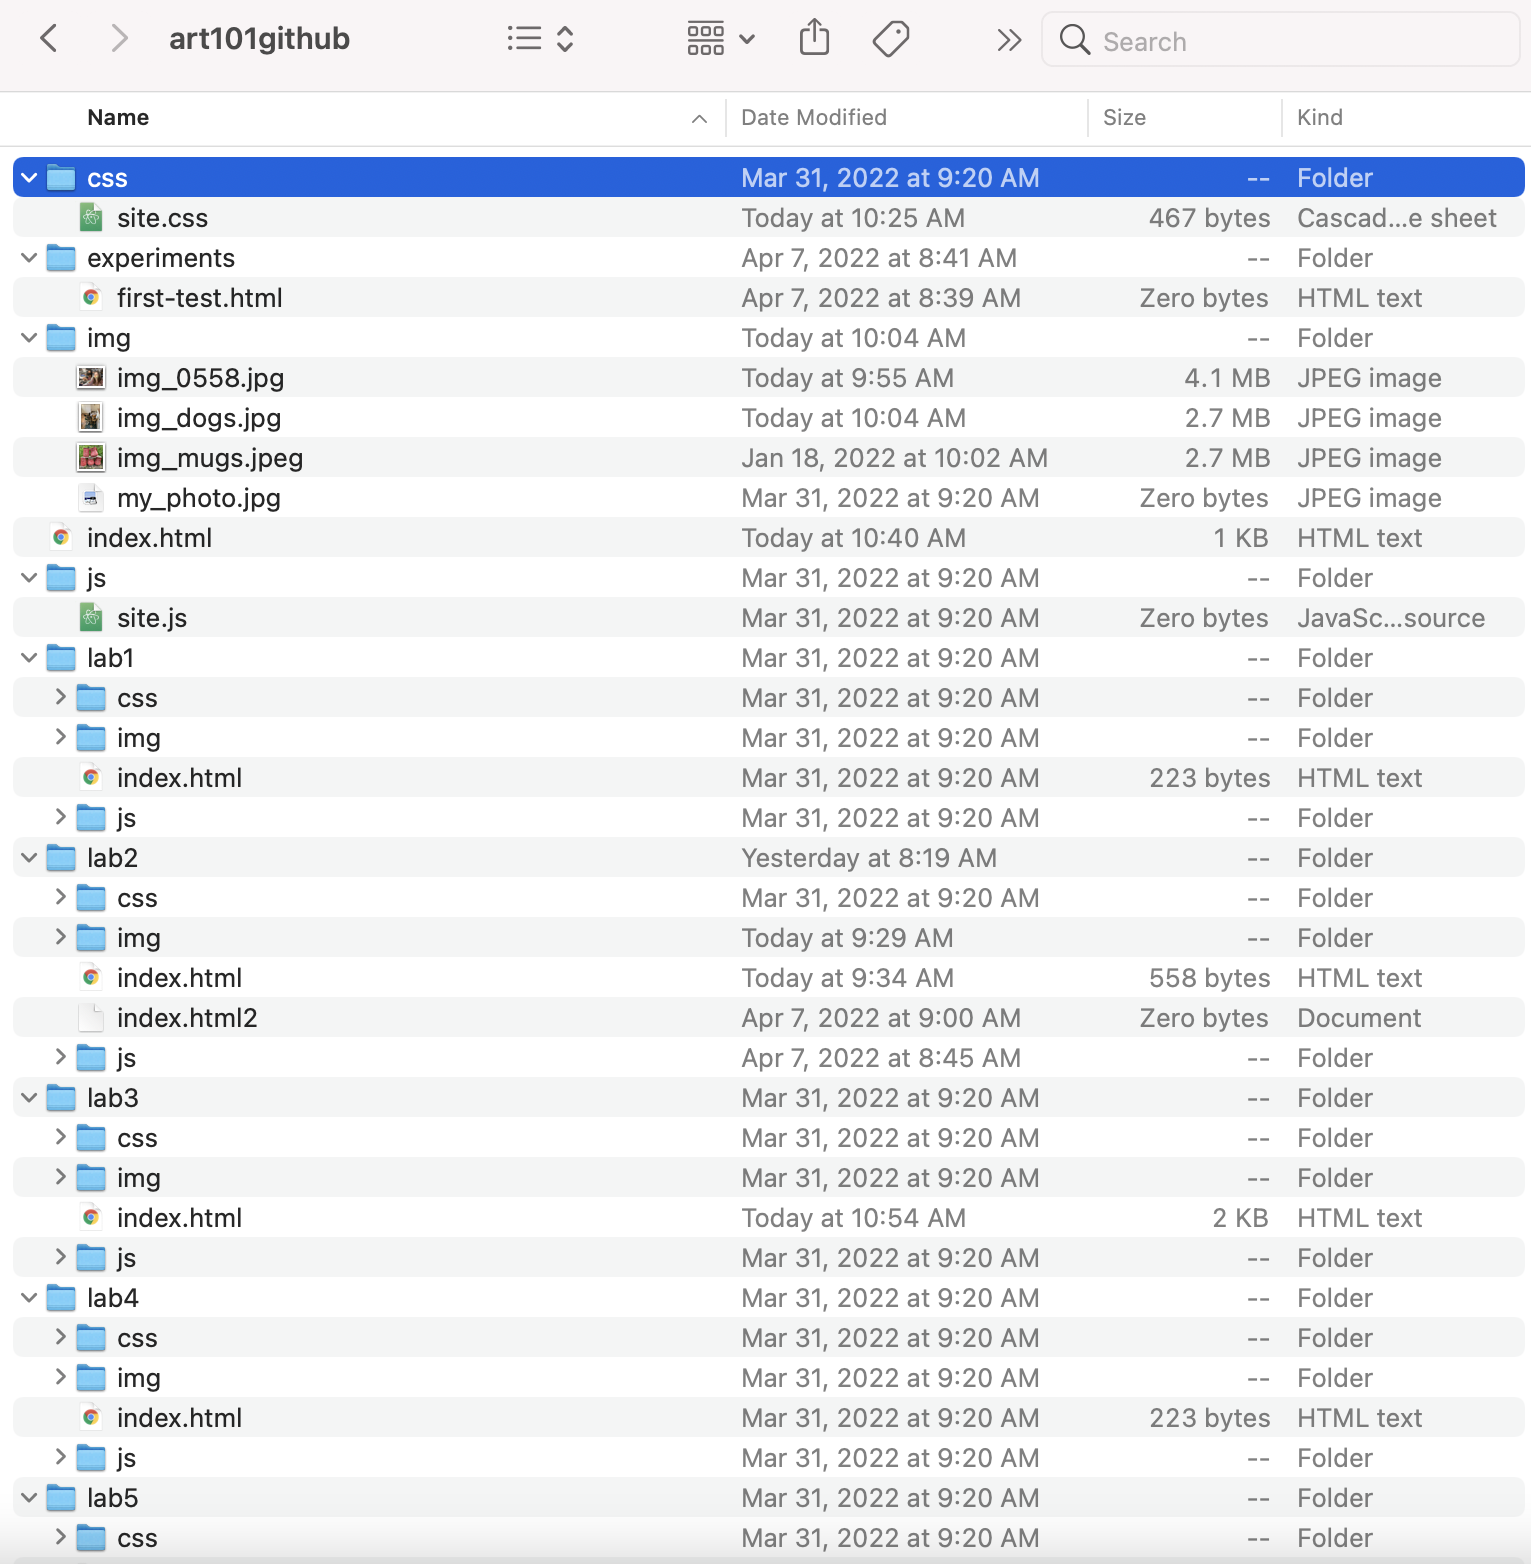 art101github Search
Name Date Modified Size Kind
css Mar 31, 2022 at 9:20 AM -- Folder
site.css Today at 10:25 AM 467 bytes Cascad...e sheet
experiments Apr 7, 2022 at 8:41 AM -- Folder
first-test.html Apr 7, 2022 at 8:39 AM Zero bytes HTML text
img Today at 10:04 AM -- Folder
img_0558.jpg Today at 9:55 AM 4.1 MB JPEG image
img_dogs.jpg Today at 10:04 AM 2.7 MB JPEG image
img_mugs.jpeg Jan 18, 2022 at 10:02 AM 2.7 MB JPEG image
my_photo.jpg Mar 31, 2022 at 9:20 AM Zero bytes JPEG image
index.html Today at 10:40 AM 1 KB HTML text
js Mar 31, 2022 at 9:20 AM -- Folder
site.js Mar 31, 2022 at 9:20 AM Zero bytes JavaSc...source
lab1 Mar 31, 2022 at 9:20 AM -- Folder
css Mar 31, 2022 at 9:20 AM -- Folder
img Mar 31, 2022 at 9:20 AM -- Folder
index.html Mar 31, 2022 at 9:20 AM 223 bytes HTML text
js Mar 31, 2022 at 9:20 AM -- Folder
lab2 Yesterday at 8:19 AM -- Folder
css Mar 31, 2022 at 9:20 AM -- Folder
img Today at 9:29 AM -- Folder
index.html Today at 9:34 AM 558 bytes HTML text
index.html2 Apr 7, 2022 at 9:00 AM Zero bytes Document
js Apr 7, 2022 at 8:45 AM -- Folder
lab3 Mar 31, 2022 at 9:20 AM -- Folder
css Mar 31, 2022 at 9:20 AM -- Folder
img Mar 31, 2022 at 9:20 AM -- Folder
index.html Today at 10:54 AM 2 KB HTML text
js Mar 31, 2022 at 9:20 AM -- Folder
lab4 Mar 31, 2022 at 9:20 AM -- Folder
css Mar 31, 2022 at 9:20 AM -- Folder
img Mar 31, 2022 at 9:20 AM -- Folder
index.html Mar 31, 2022 at 9:20 AM 223 bytes HTML text
js Mar 31, 2022 at 9:20 AM -- Folder
lab5 Mar 31, 2022 at 9:20 AM -- Folder
css Mar 31, 2022 at 9:20 AM -- Folder